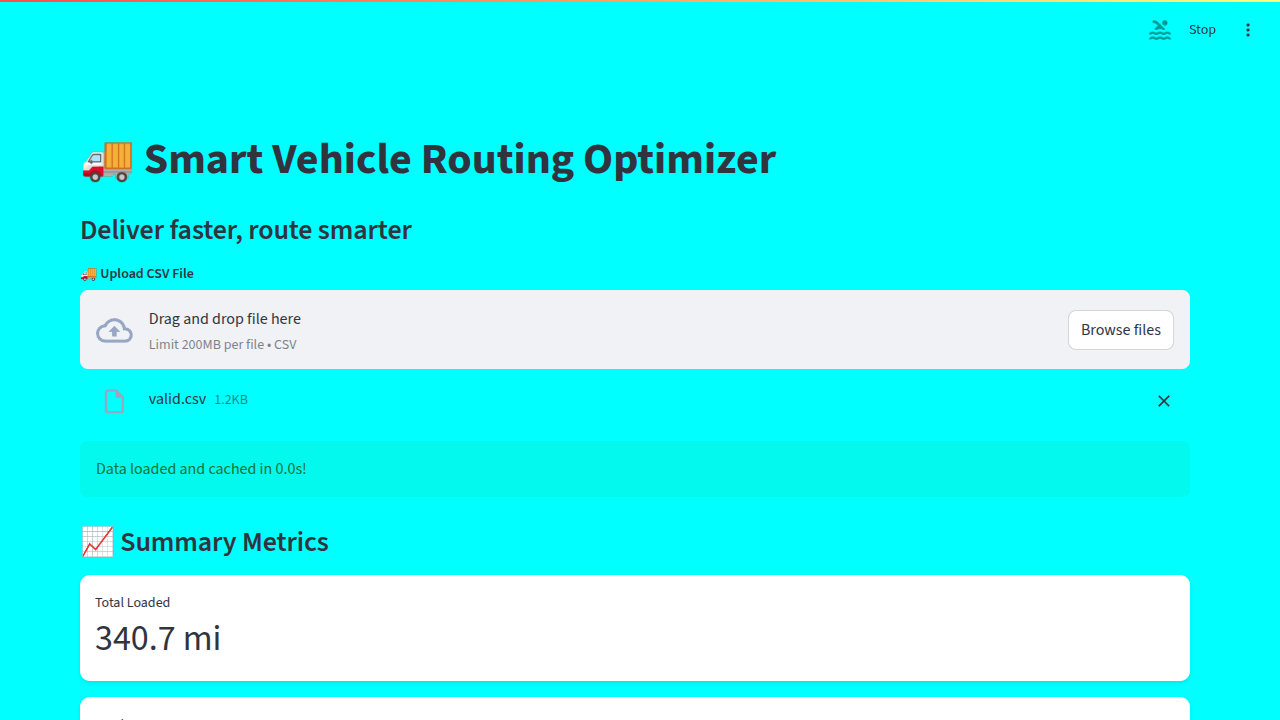 Stop
Smart Vehicle Routing Optimizer
Deliver faster, route smarter
Upload CSV File
Drag and drop file here
Limit 200MB per file • CSV
Browse files
valid.csv 1.2KB
Data loaded and cached in 0.0s!
Summary Metrics
Total Loaded
340.7 mi